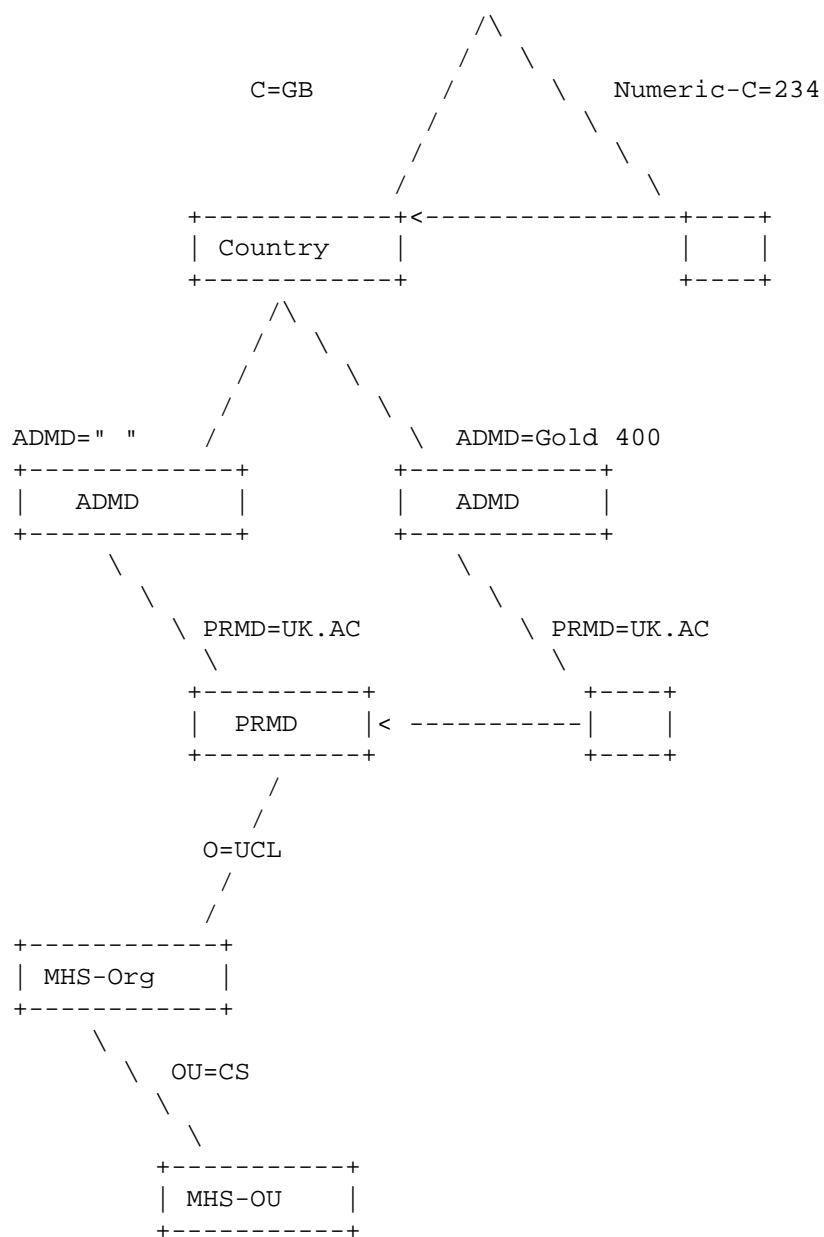 C=GB Numeric-C=234
Country
ADMD=" " ADMD=Gold 400
ADMD ADMD
PRMD=UK.AC PRMD=UK.AC
PRMD
O=UCL
MHS-Org
OU=CS
MHS-OU